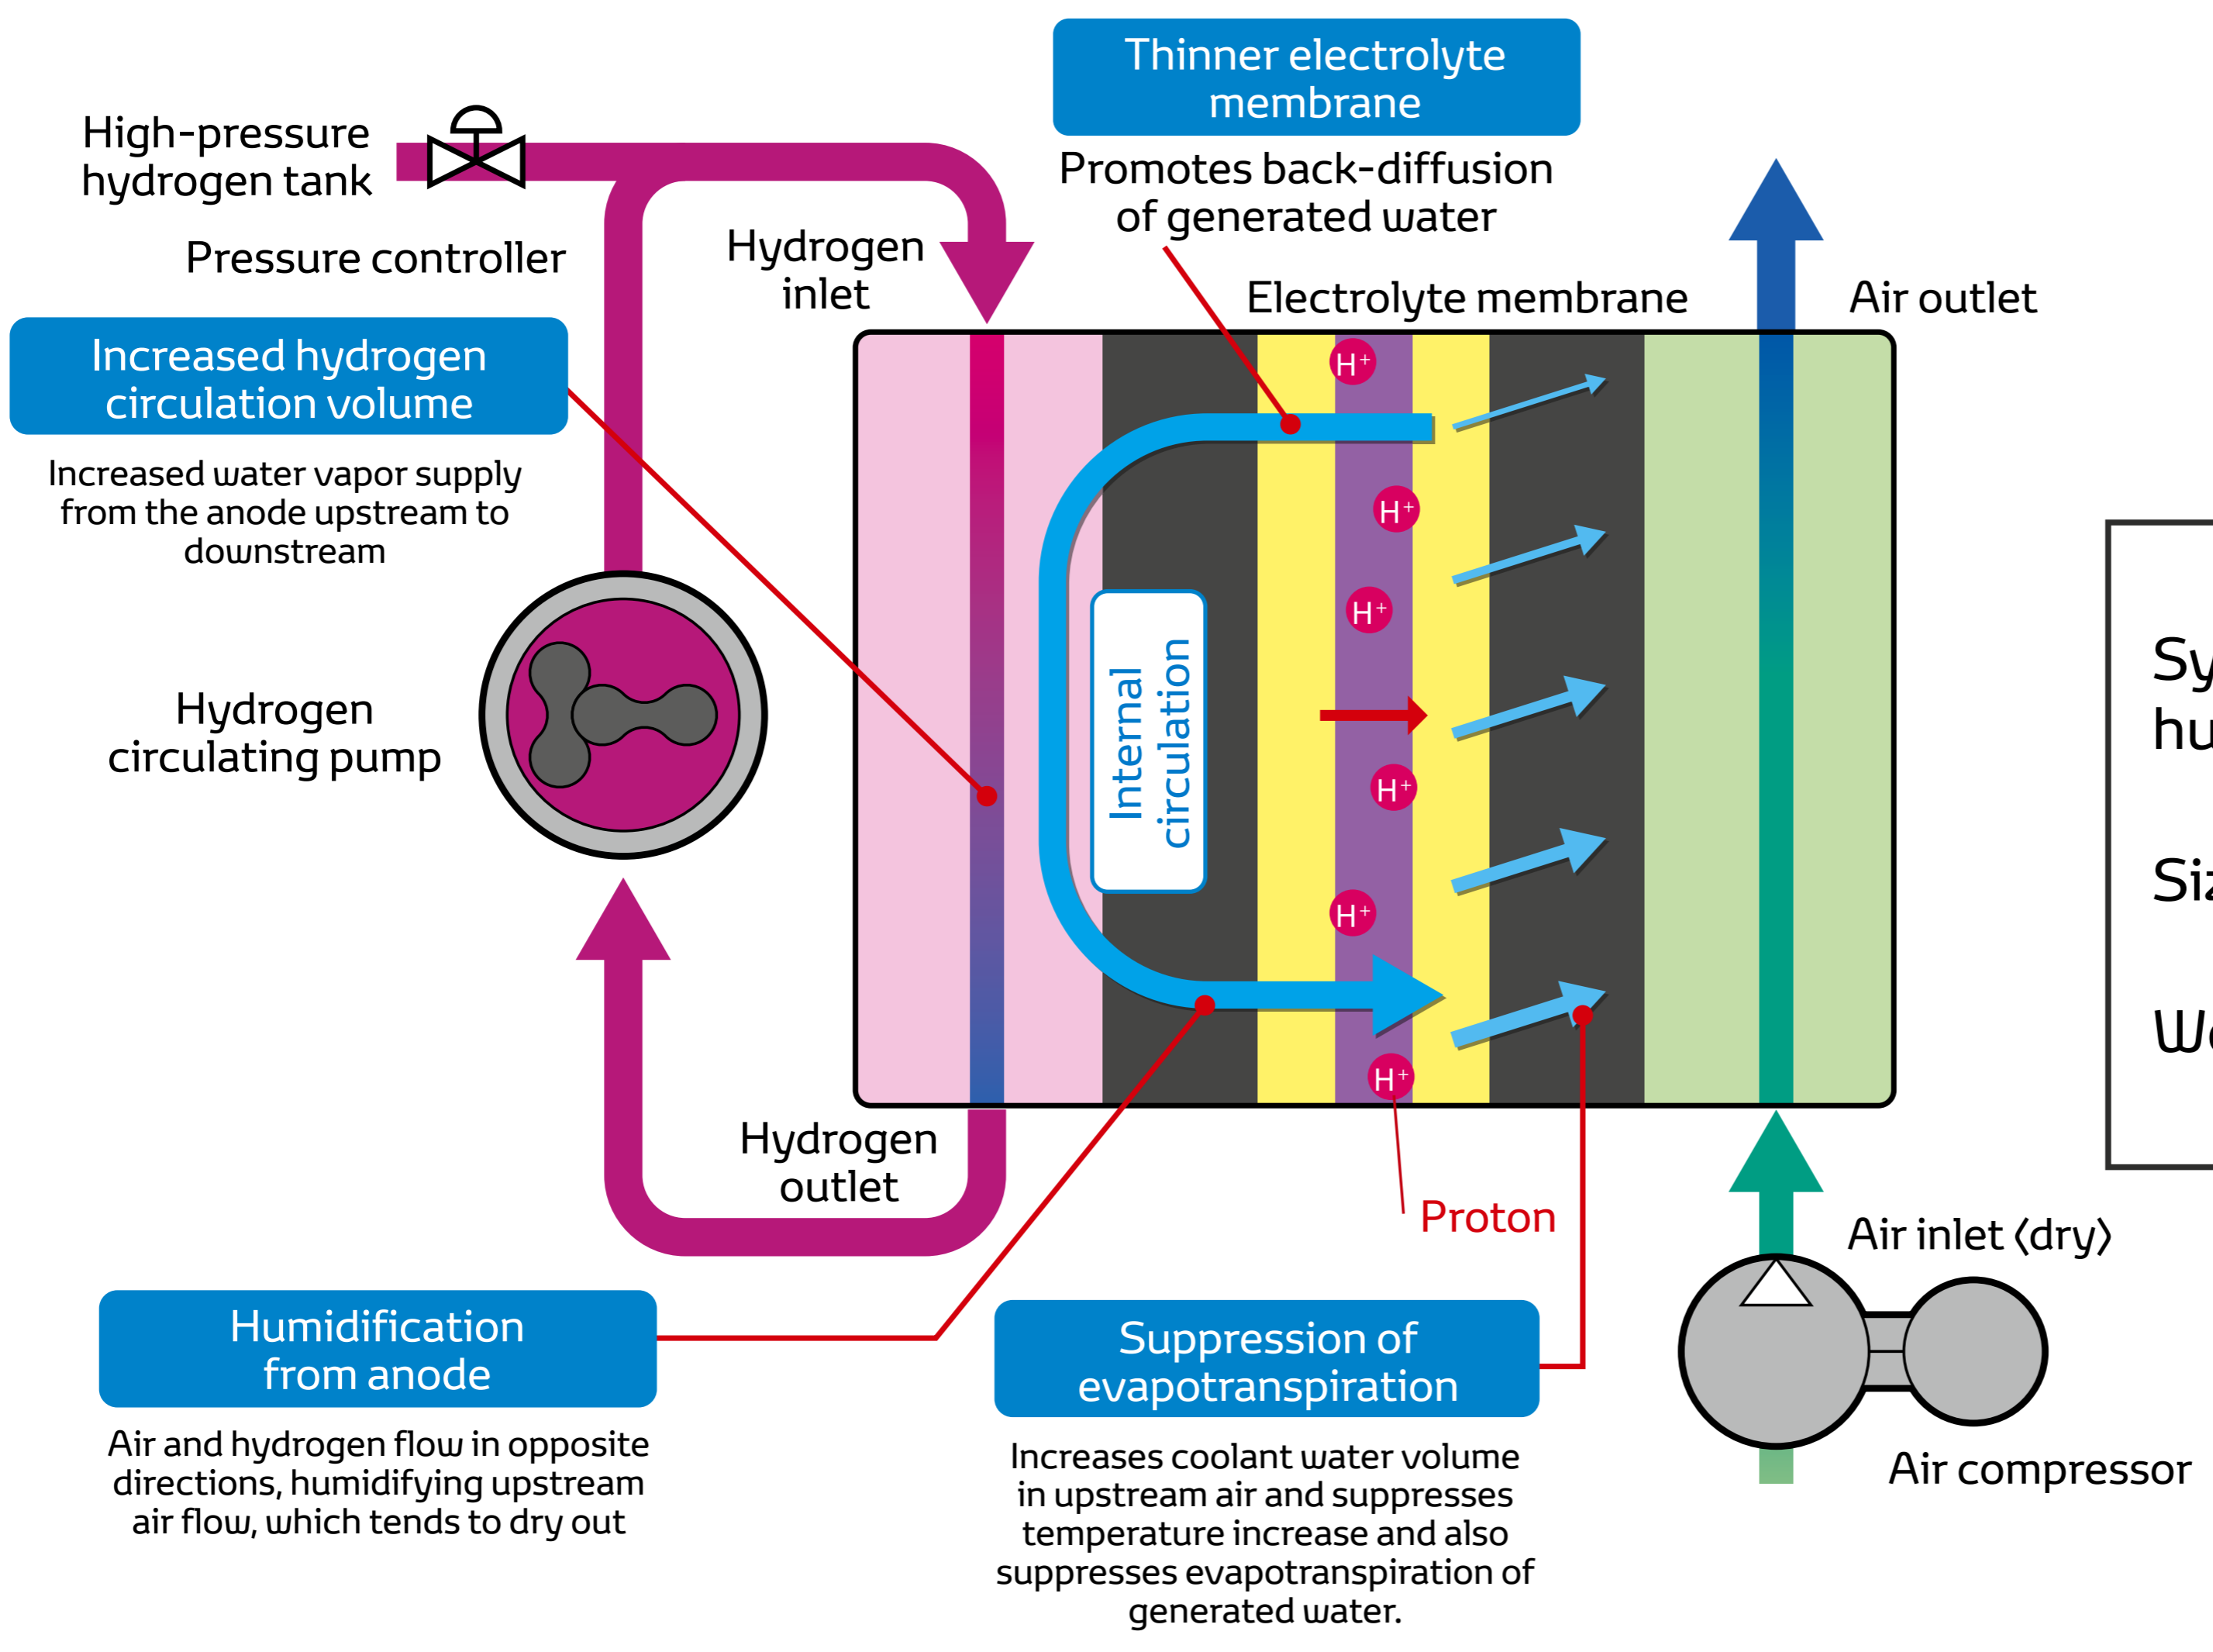 Thinner electrolyte
membrane
Promotes back-diffusion
of generated water
High-pressure
hydrogen tank
Pressure controller
Hydrogen
inlet
Electrolyte membrane
Air outlet
Increased hydrogen
circulation volume
Increased water vapor supply
from the anode upstream to
downstream
Hydrogen
circulating pump
Internal
circulation
H+
H+
H+
H+
H+
H+
Hydrogen
outlet
Proton
Air inlet〈dry〉
Air compressor
Humidification
from anode
Air and hydrogen flow in opposite
directions, humidifying upstream
air flow, which tends to dry out
Suppression of
evapotranspiration
Increases coolant water volume
in upstream air and suppresses
temperature increase and also
suppresses evapotranspiration of
generated water.